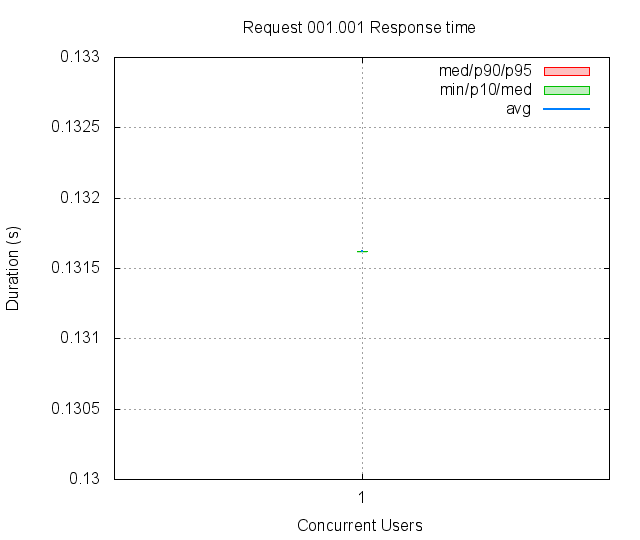 Request 001.001 Response time
0.133
0.1325
0.132
0.1315
0.131
0.1305
0.13
Duration (s)
med/p90/p95
min/p10/med
avg
1
Concurrent Users